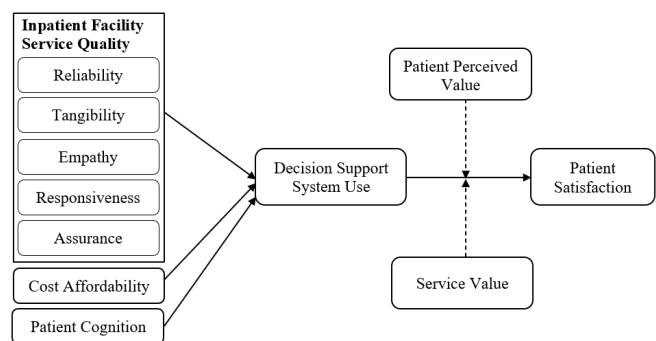 Inpatient Facility
Service Quality
Reliability
Tangibility
Empathy
Responsiveness
Assurance
Cost Affordability
Patient Cognition
Decision Support
System Use
Patient Perceived
Value
Service Value
Patient
Satisfaction